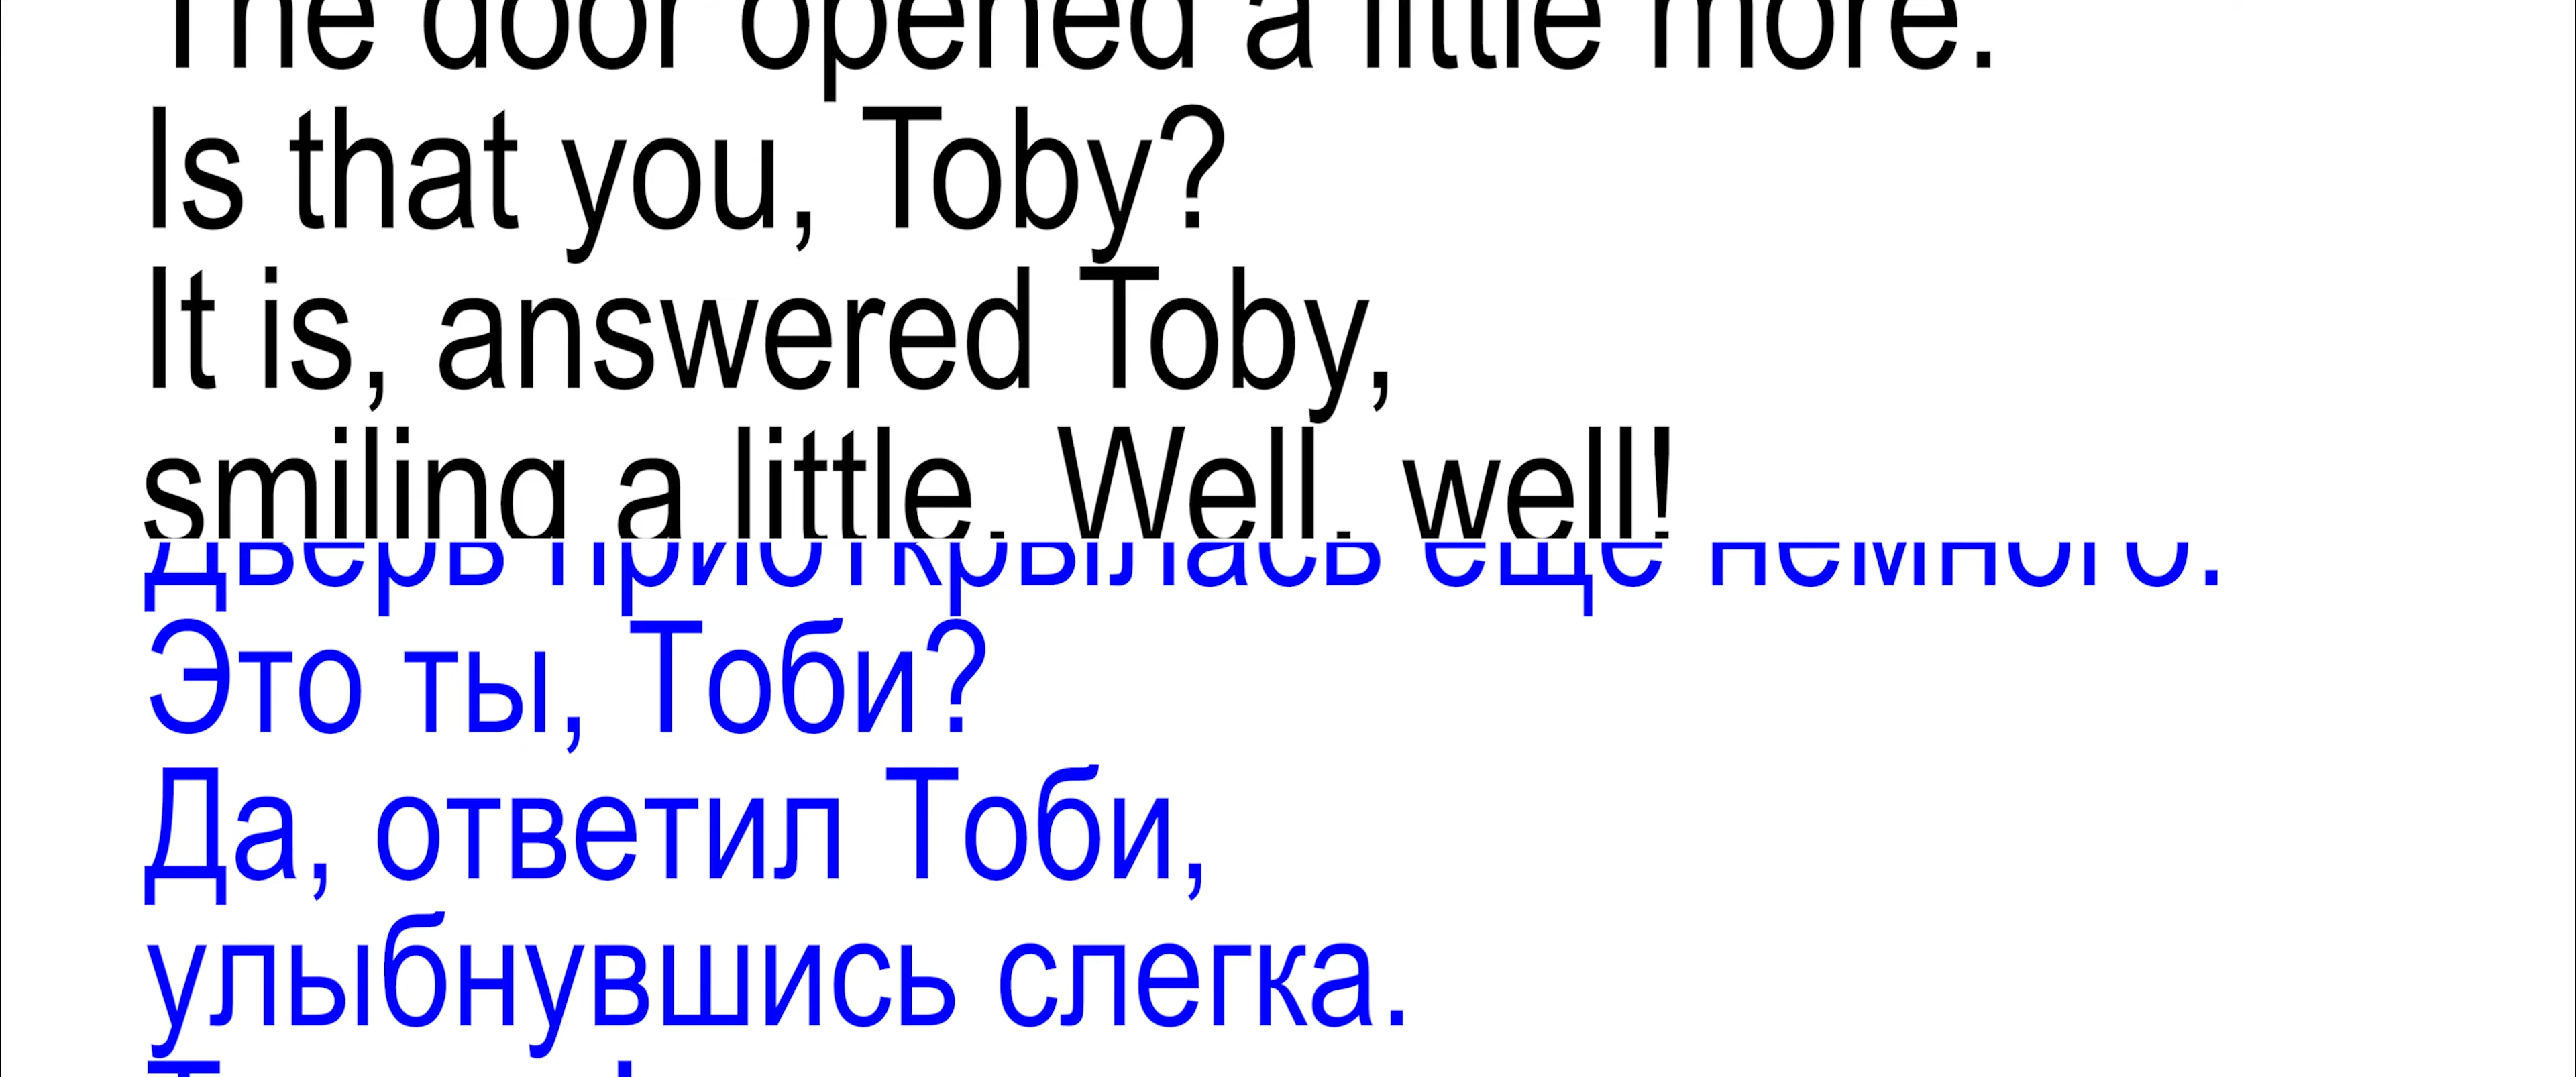 The door opened a little more.
Is that you, Toby?
It is, answered Toby,
smiling a little. Well, well!
Дверь приоткрылась еще немного.
Это ты, Тоби?
Да, ответил Тоби,
улыбнувшись слегка.